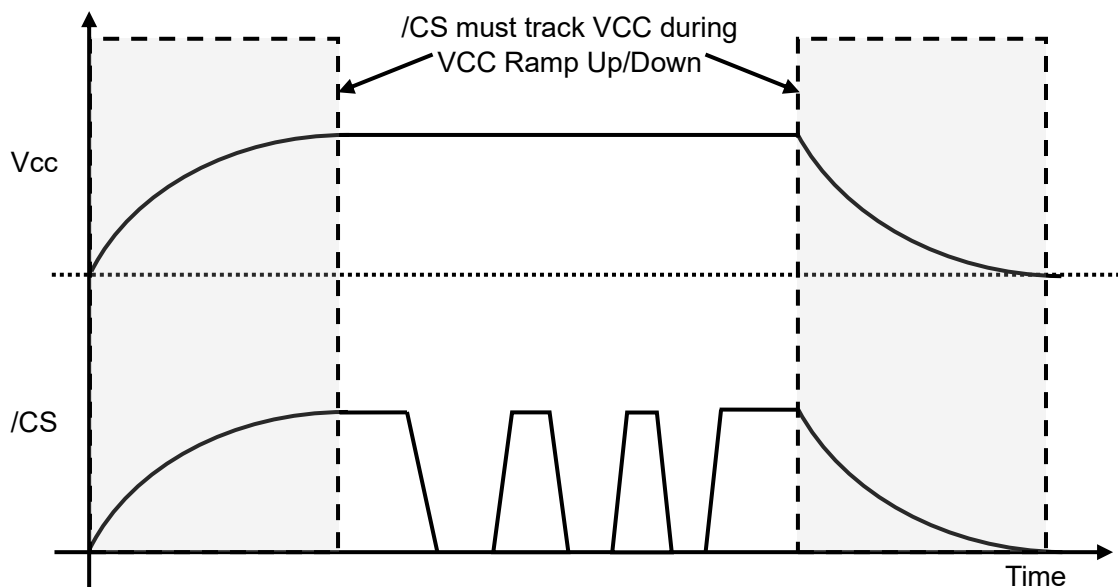 /CS must track VCC during
VCC Ramp Up/Down
Vcc
/CS
Time